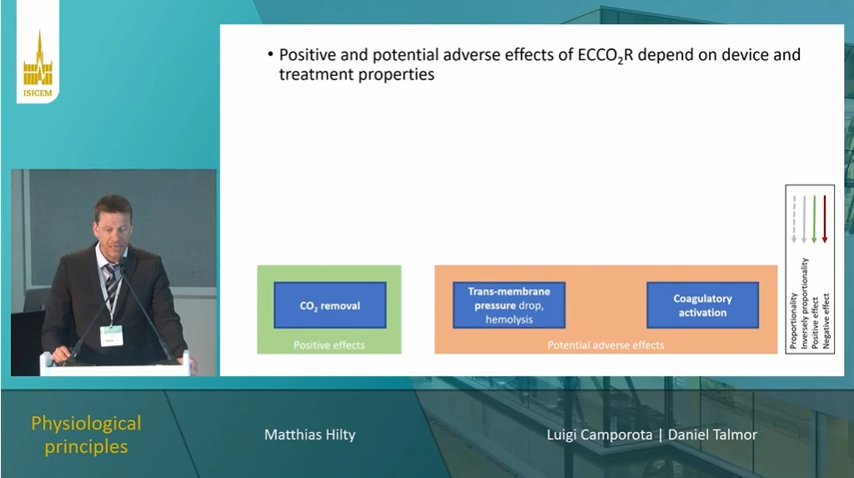 ISICEM
• Positive and potential adverse effects of ECCO₂R depend on device and
treatment properties
CO₂ removal
Positive effects
Trans-membrane
pressure drop,
hemolysis
Coagulatory
activation
Potential adverse effects
Proportionality
Inversely proportionality
Positive effect
Negative effect
Physiological
principles
Matthias Hilty
Luigi Camporota | Daniel Talmor